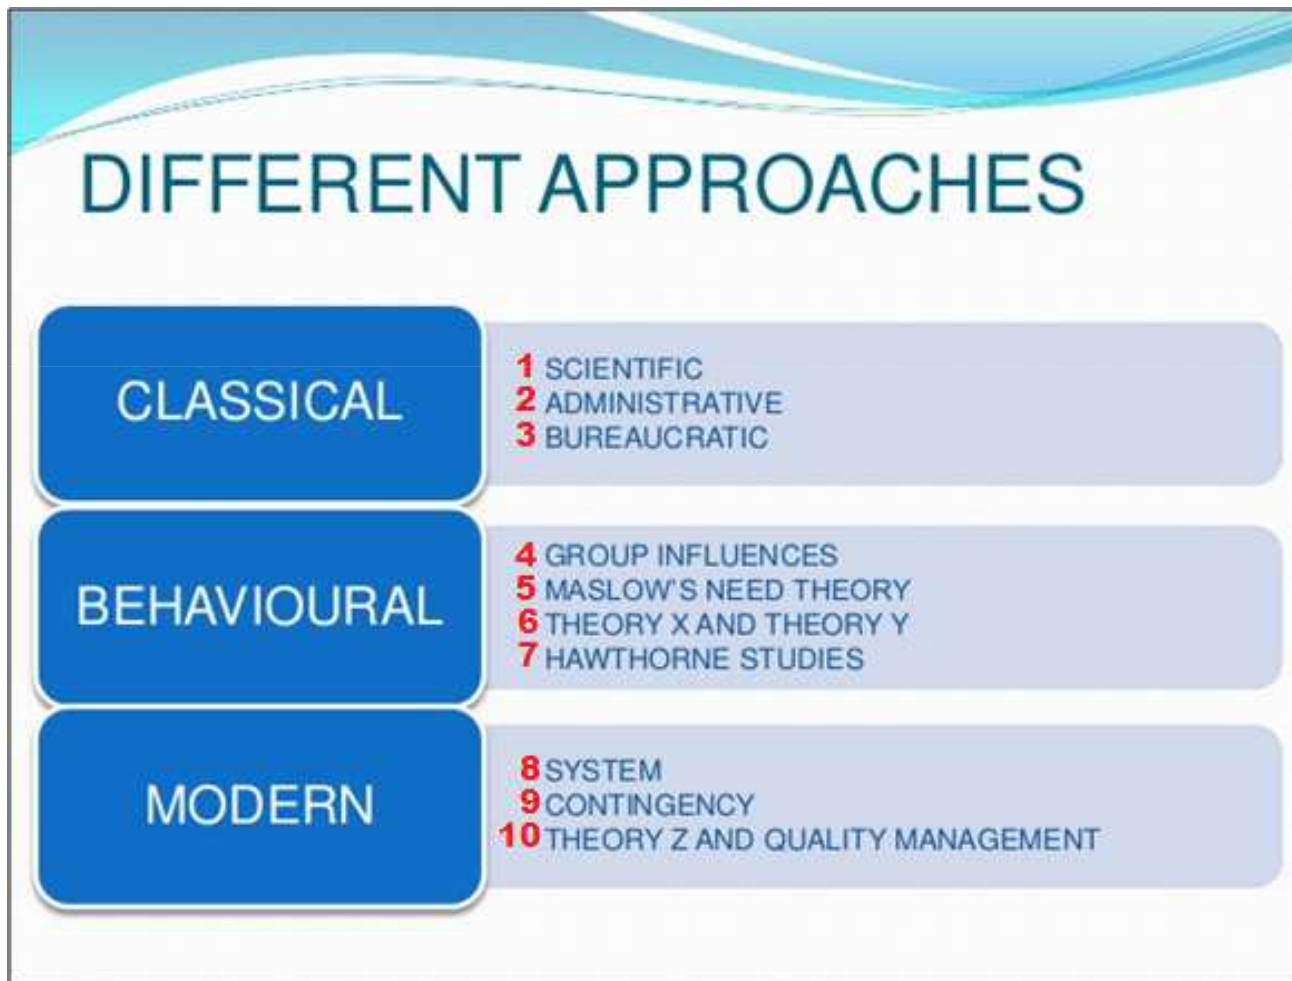 DIFFERENT APPROACHES
CLASSICAL
1 SCIENTIFIC
2 ADMINISTRATIVE
3 BUREAUCRATIC
BEHAVIOURAL
4 GROUP INFLUENCES
5 MASLOW'S NEED THEORY
6 THEORY X AND THEORY Y
7 HAWTHORNE STUDIES
MODERN
8 SYSTEM
9 CONTINGENCY
10 THEORY Z AND QUALITY MANAGEMENT